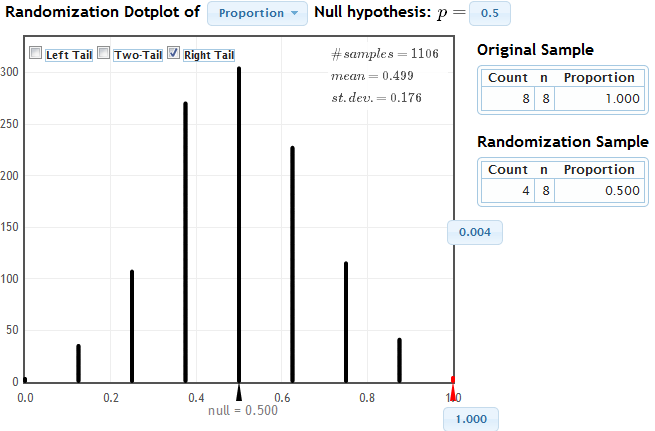 Randomization Dotplot of Proportion Null hypothesis: p = 0.5
Left Tail Two-Tail Right Tail
#samples = 1106
mean = 0.499
st.dev. = 0.176
300
250
200
150
100
50
0
0.0 0.2 0.4 0.6 0.8 1.0
null = 0.500
0.004
1.000
Original Sample
Count n Proportion
8 8 1.000
Randomization Sample
Count n Proportion
4 8 0.500